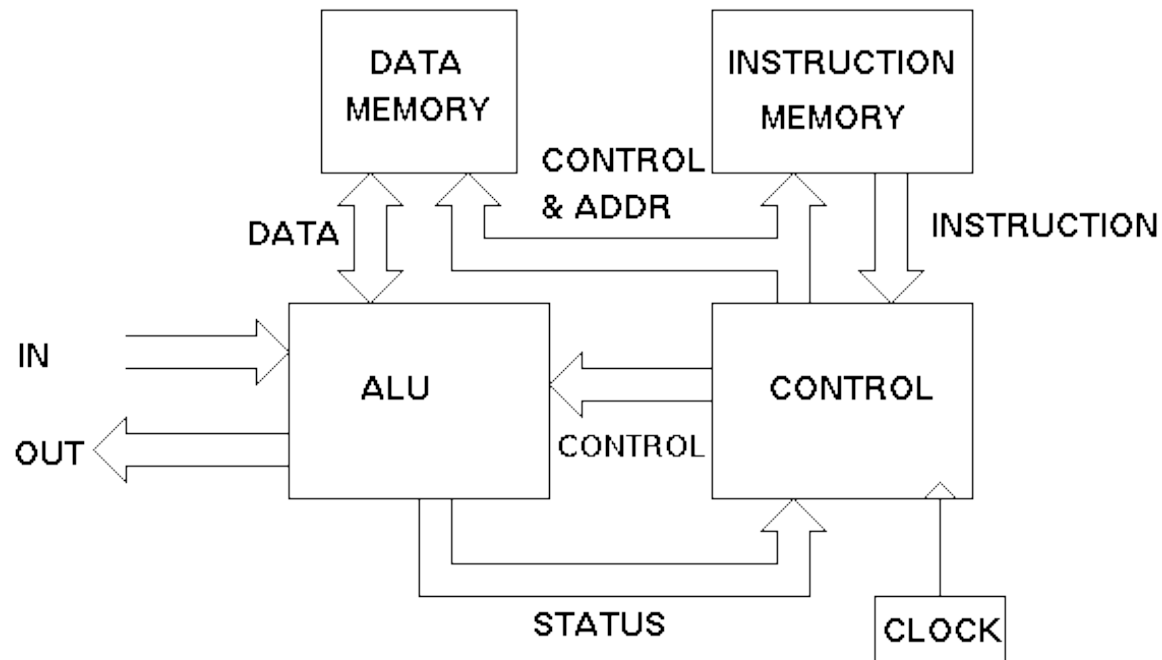 DATA
MEMORY
INSTRUCTION
MEMORY
CONTROL
& ADDR
DATA
INSTRUCTION
IN
ALU
CONTROL
OUT
CONTROL
STATUS
CLOCK